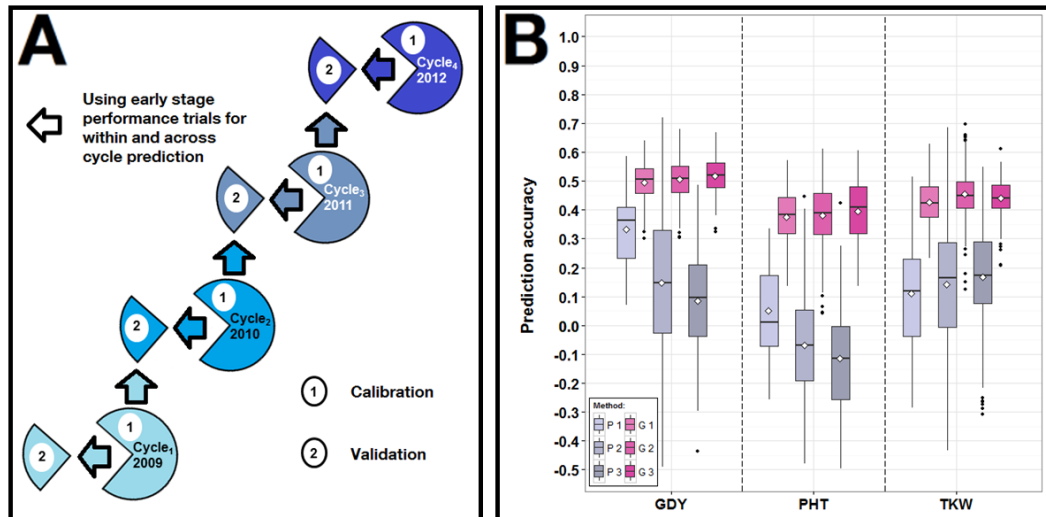 A
Using early stage
performance trials for
within and across
cycle prediction
1
Cycle4
2012
2
1
Cycle3
2011
2
1
Cycle2
2010
2
1
Cycle1
2009
2
1 Calibration
2 Validation
B
Prediction accuracy
1.0
0.9
0.8
0.7
0.6
0.5
0.4
0.3
0.2
0.1
0.0
-0.1
-0.2
-0.3
-0.4
-0.5
Method:
P 1 G 1
P 2 G 2
P 3 G 3
GDY PHT TKW